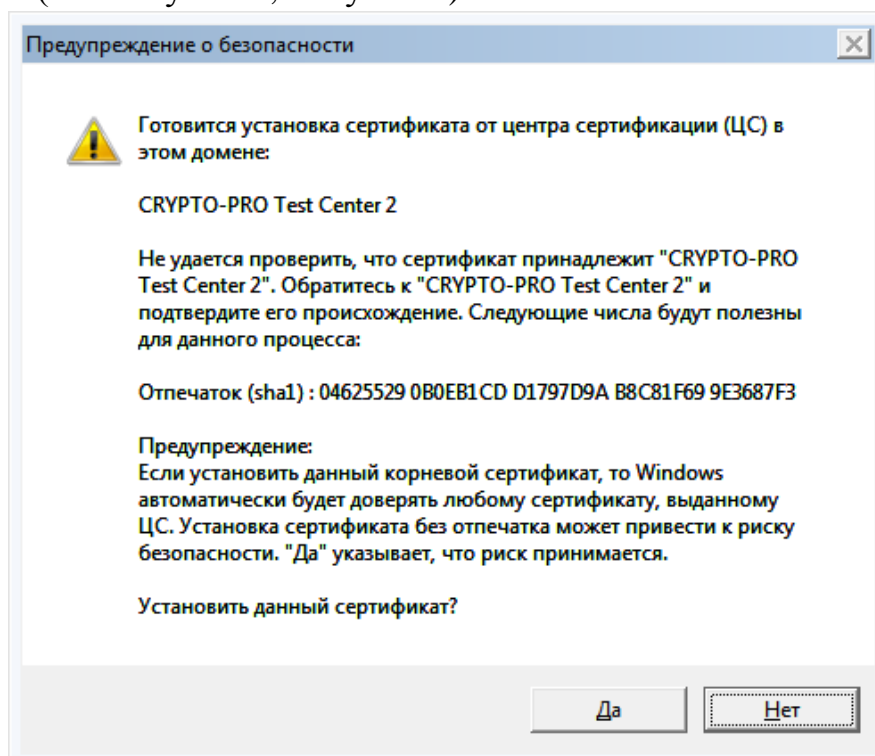 Предупреждение о безопасности
Готовится установка сертификата от центра сертификации (ЦС) в
этом домене:
CRYPTO-PRO Test Center 2
Не удается проверить, что сертификат принадлежит "CRYPTO-PRO
Test Center 2". Обратитесь к "CRYPTO-PRO Test Center 2" и
подтвердите его происхождение. Следующие числа будут полезны
для данного процесса:
Отпечаток (sha1) : 04625529 0B0EB1CD D1797D9A B8C81F69 9E3687F3
Предупреждение:
Если установить данный корневой сертификат, то Windows
автоматически будет доверять любому сертификату, выданному
ЦС. Установка сертификата без отпечатка может привести к риску
безопасности. "Да" указывает, что риск принимается.
Установить данный сертификат?
Да
Нет